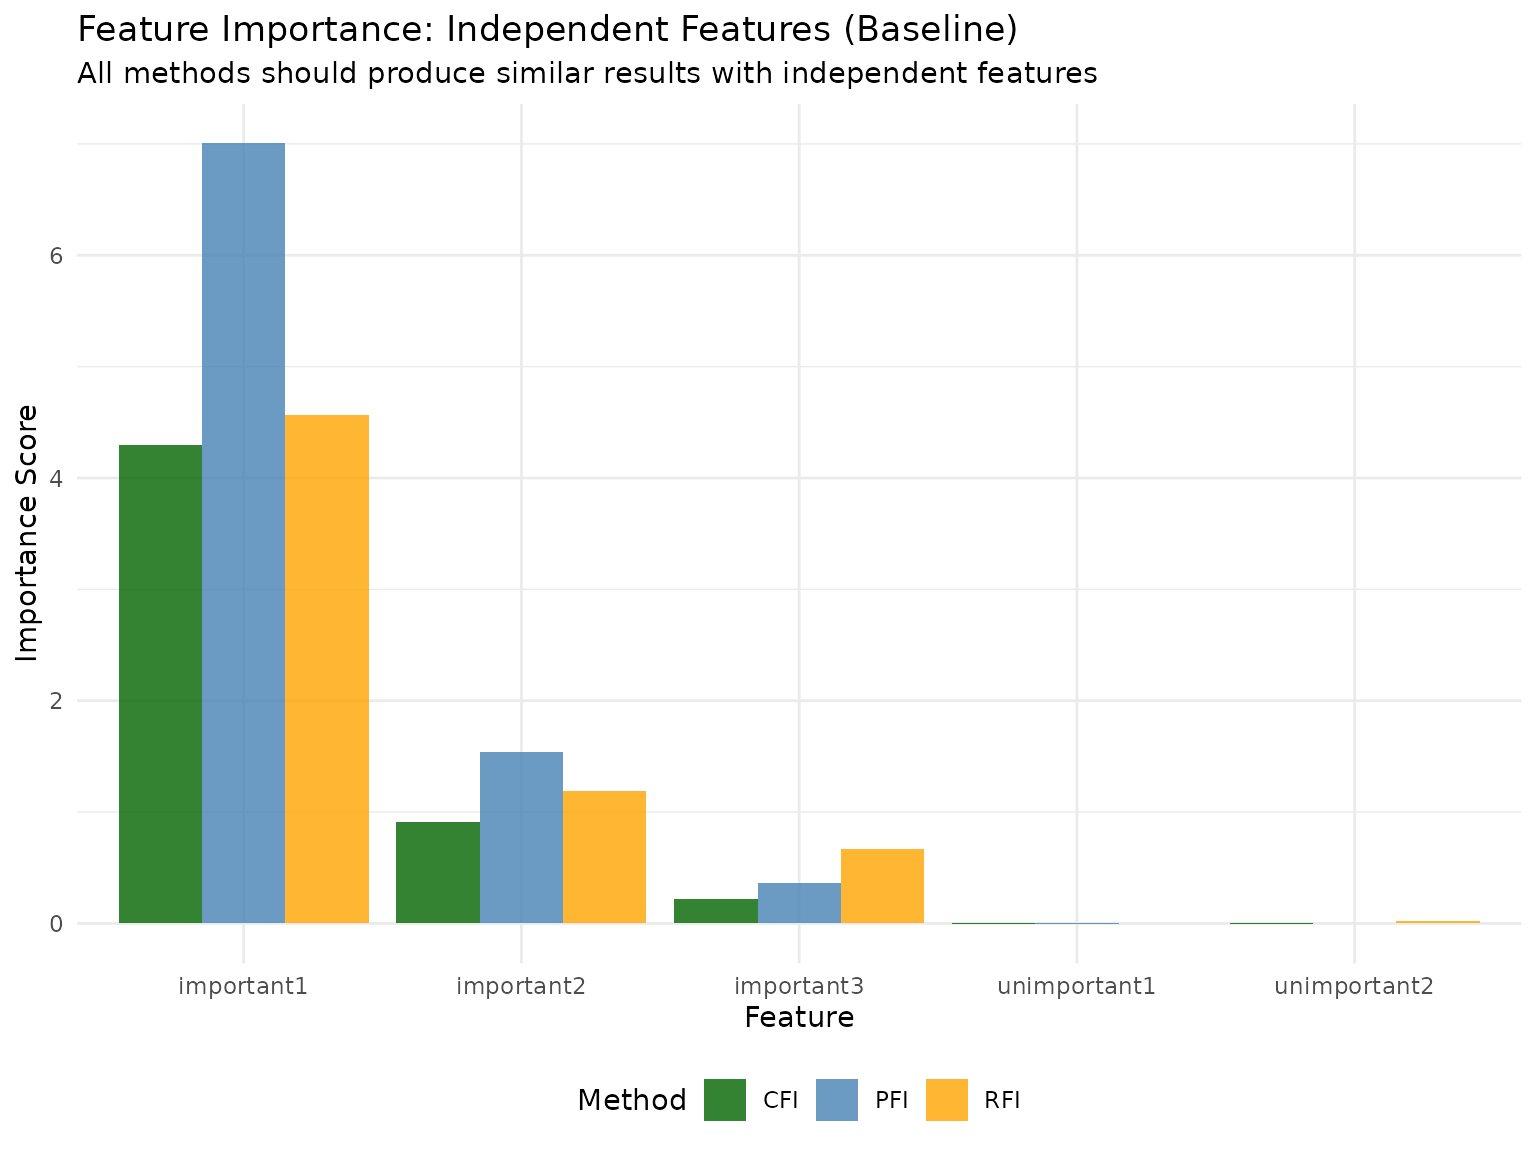 Feature Importance: Independent Features (Baseline)
All methods should produce similar results with independent features
Importance Score
6
4
2
0
important1 important2 important3 unimportant1 unimportant2
Feature
Method CFI PFI RFI